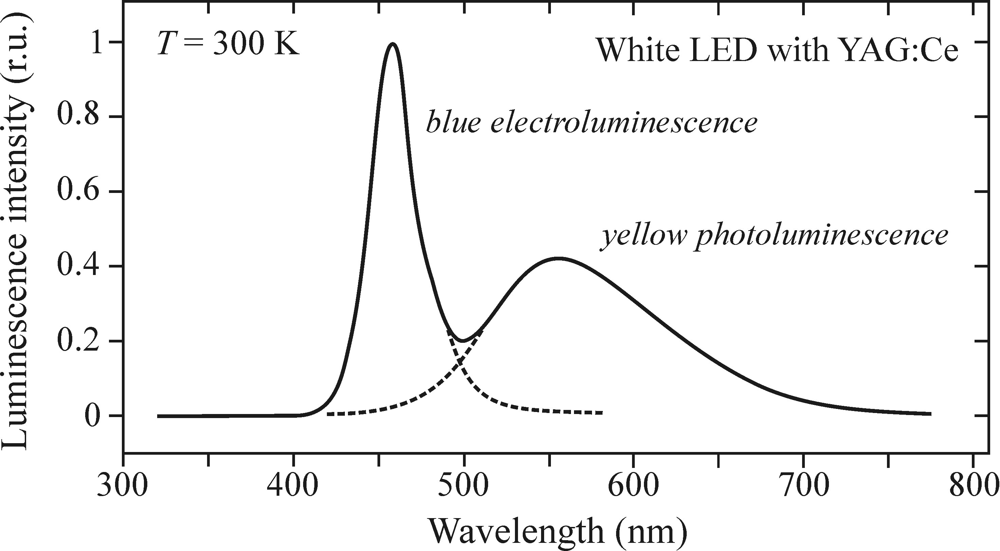 Luminescence intensity (r.u.)
1
0.8
0.6
0.4
0.2
0
T = 300 K
White LED with YAG:Ce
blue electroluminescence
yellow photoluminescence
300 400 500 600 700 800
Wavelength (nm)